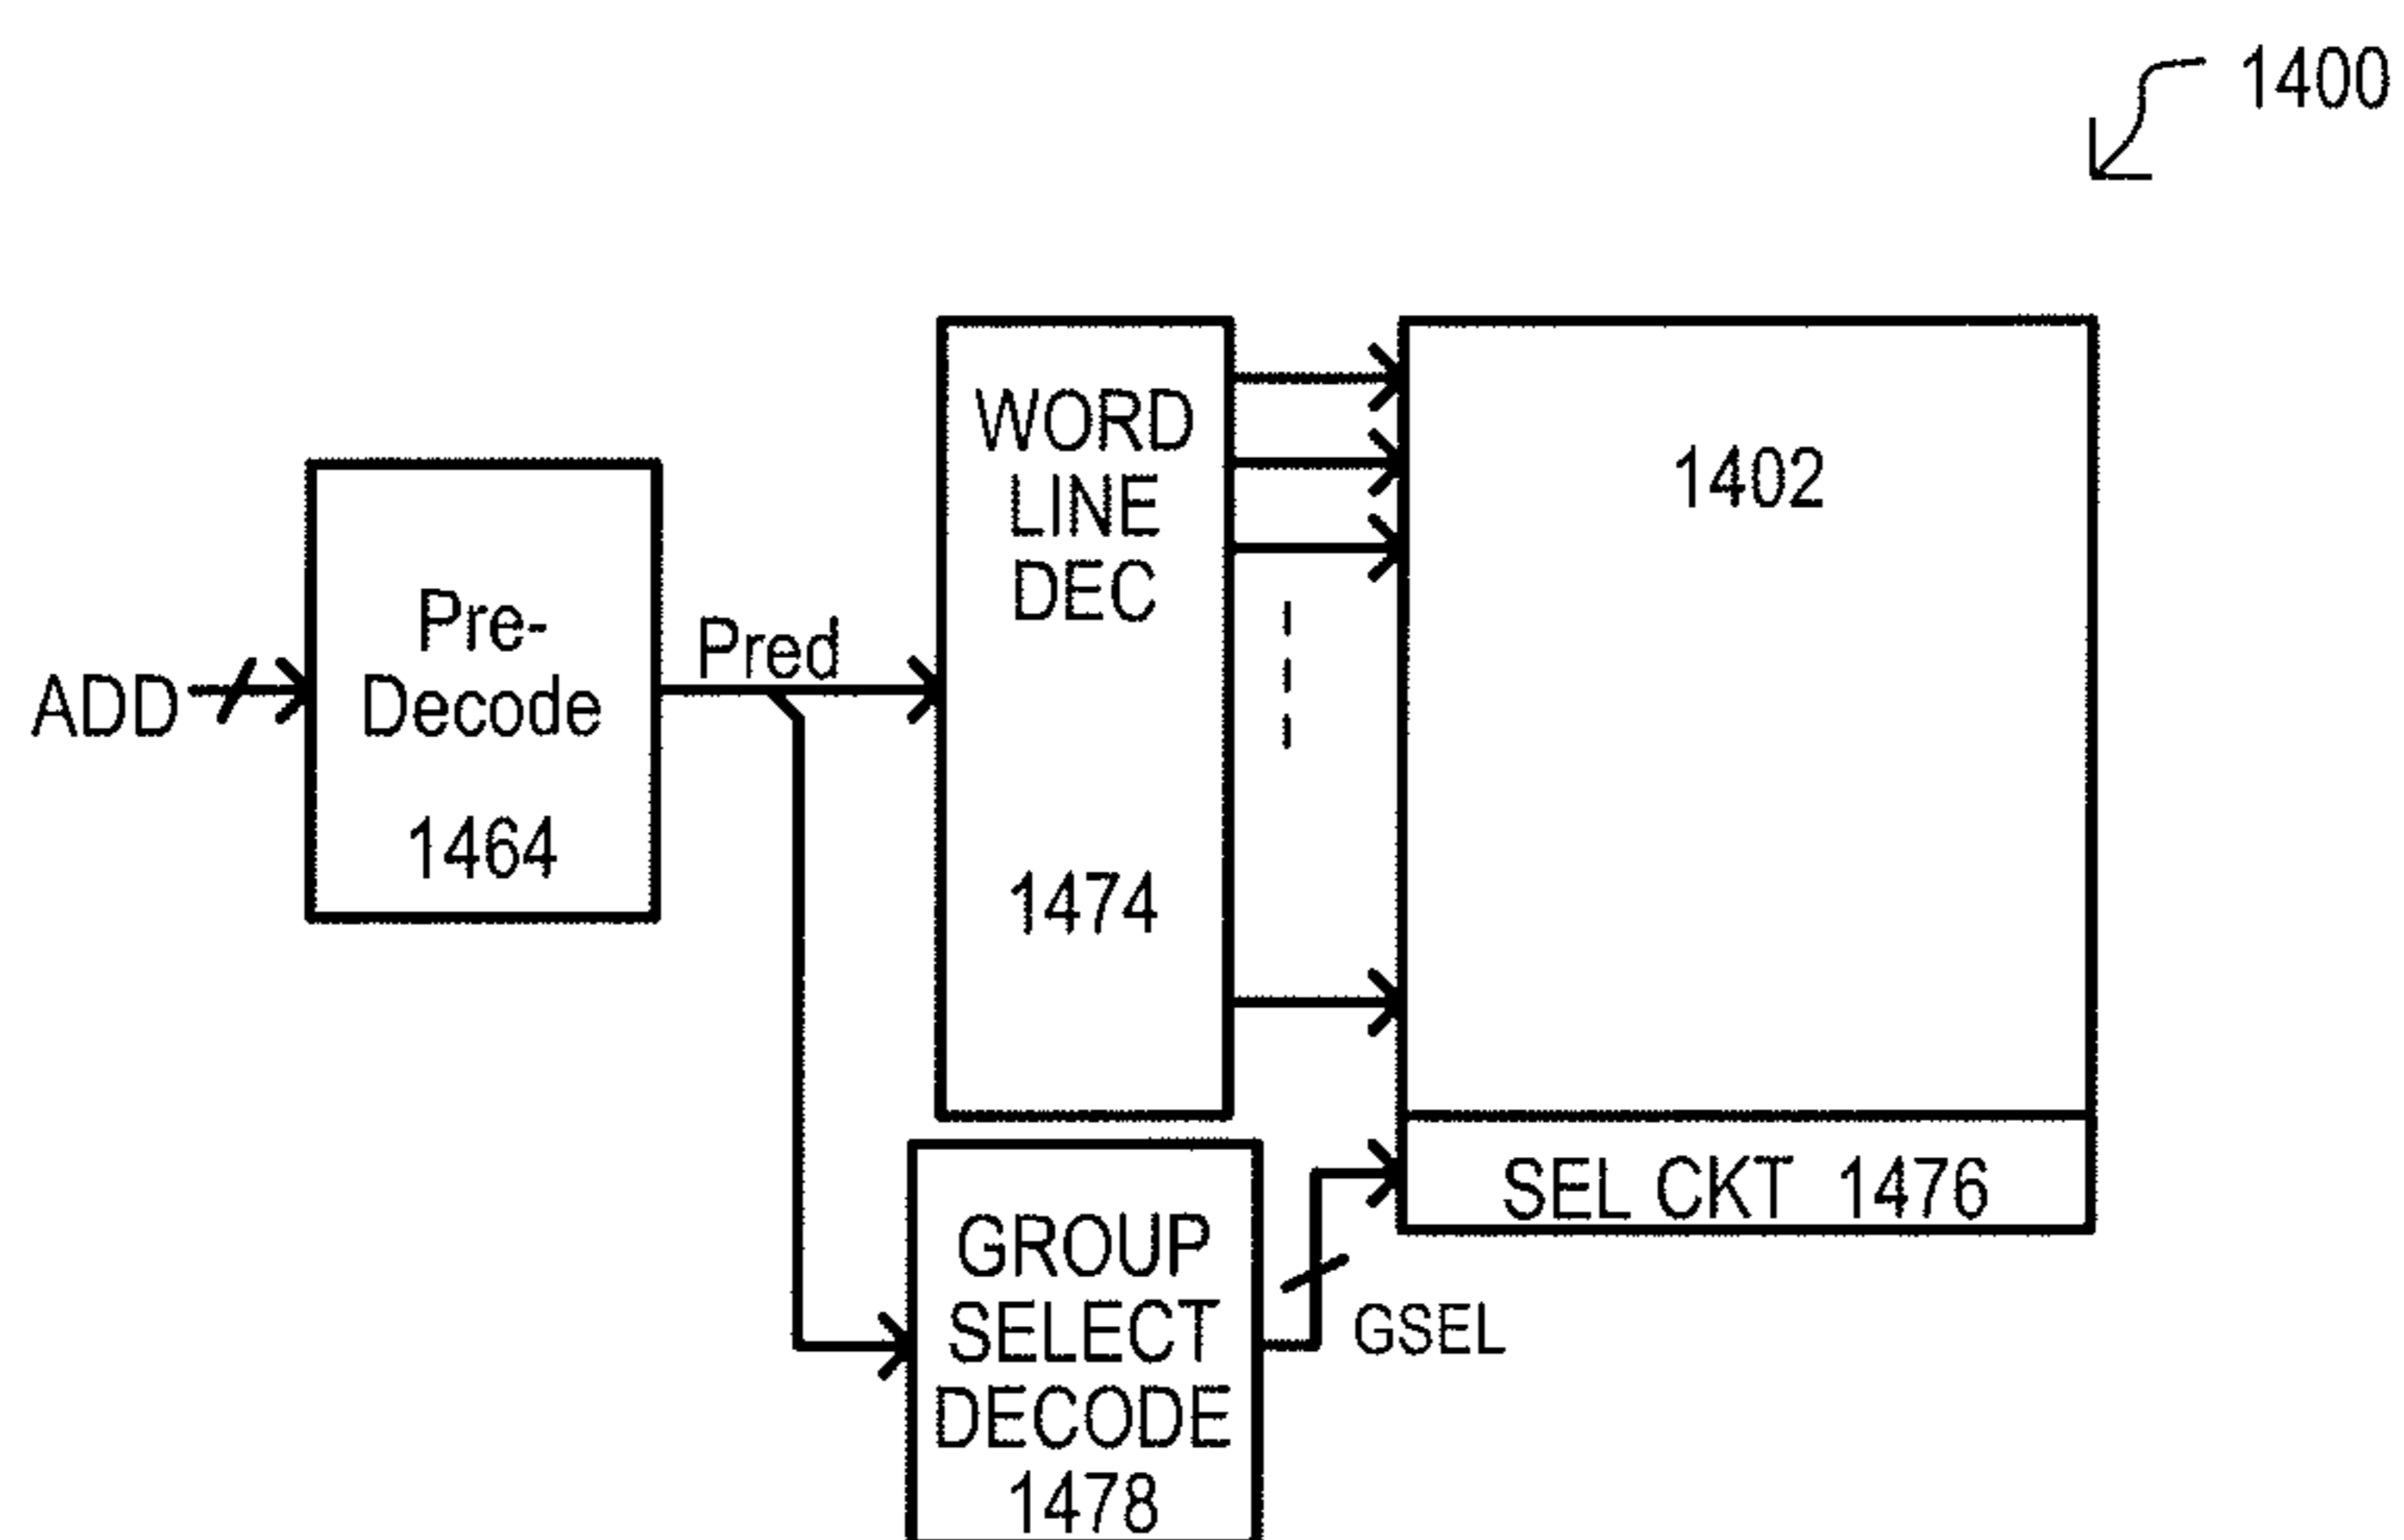 1400
WORD
LINE
DEC
1474
1402
Pre-
Decode
1464
ADD
Pred
SEL CKT 1476
GROUP
SELECT
DECODE
1478
GSEL